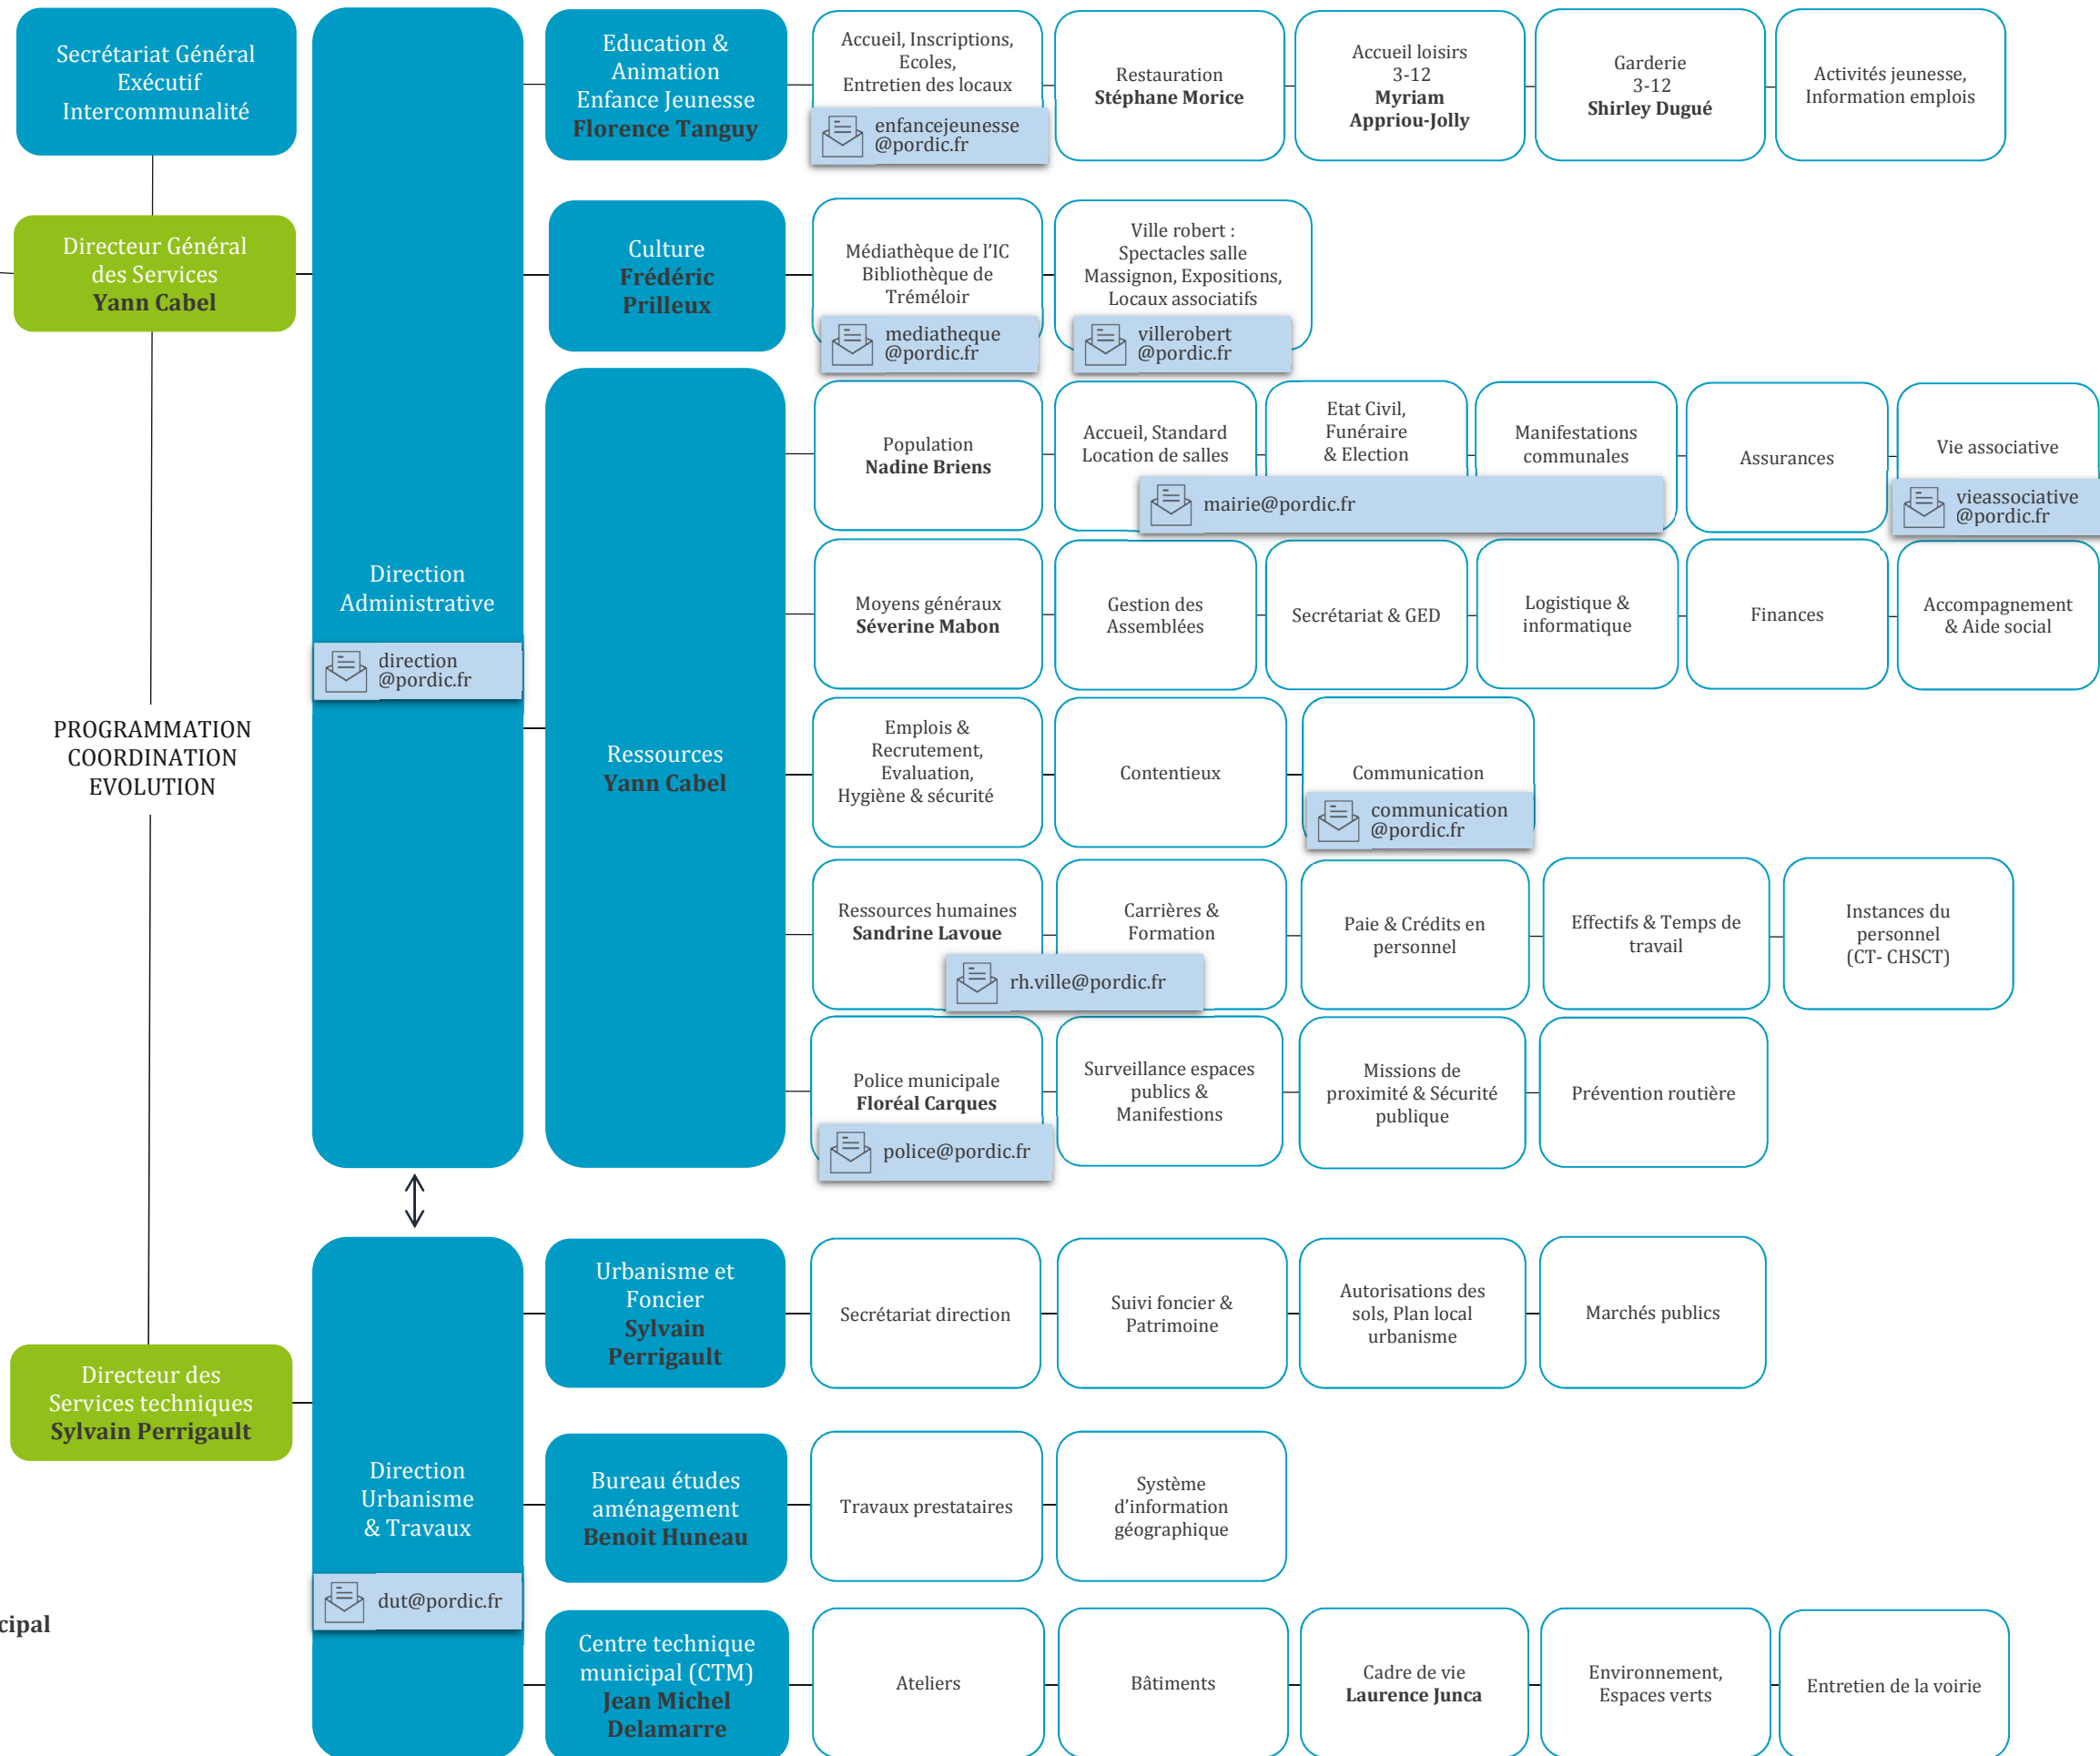 Secrétariat Général
Exécutif
Intercommunalité
Directeur Général
des Services
Yann Cabel
PROGRAMMATION
COORDINATION
EVOLUTION
Directeur des
Services techniques
Sylvain Perrigault
cipal
Direction
Administrative
direction
@pordic.fr
Education &
Animation
Enfance Jeunesse
Florence Tanguy
Accueil, Inscriptions,
Ecoles,
Entretien des locaux
enfancejeunesse
@pordic.fr
Restauration
Stéphane Morice
Accueil loisirs
3-12
Myriam
Appriou-Jolly
Garderie
3-12
Shirley Dugué
Activités jeunesse,
Information emplois
Culture
Frédéric
Prilleux
Médiathèque de l'IC
Bibliothèque de
Tréméloir
mediatheque
@pordic.fr
Ville robert :
Spectacles salle
Massignon, Expositions,
Locaux associatifs
villerobert
@pordic.fr
Ressources
Yann Cabel
Population
Nadine Briens
Accueil, Standard
Location de salles
Etat Civil,
Funéraire
& Election
Manifestations
communales
mairie@pordic.fr
Assurances
Vie associative
vieassociative
@pordic.fr
Moyens généraux
Séverine Mabon
Gestion des
Assemblées
Secrétariat & GED
Logistique &
informatique
Finances
Accompagnement
& Aide social
Emplois &
Recrutement,
Evaluation,
Hygiène & sécurité
Contentieux
Communication
communication
@pordic.fr
Ressources humaines
Sandrine Lavoue
Carrières &
Formation
rh.ville@pordic.fr
Paie & Crédits en
personnel
Effectifs & Temps de
travail
Instances du
personnel
(CT- CHSCT)
Police municipale
Floréal Carques
police@pordic.fr
Surveillance espaces
publics &
Manifestions
Missions de
proximité & Sécurité
publique
Prévention routière
Direction
Urbanisme
& Travaux
dut@pordic.fr
Urbanisme et
Foncier
Sylvain
Perrigault
Secrétariat direction
Suivi foncier &
Patrimoine
Autorisations des
sols, Plan local
urbanisme
Marchés publics
Bureau études
aménagement
Benoit Huneau
Travaux prestataires
Système
d'information
géographique
Centre technique
municipal (CTM)
Jean Michel
Delamarre
Ateliers
Bâtiments
Cadre de vie
Laurence Junca
Environnement,
Espaces verts
Entretien de la voirie